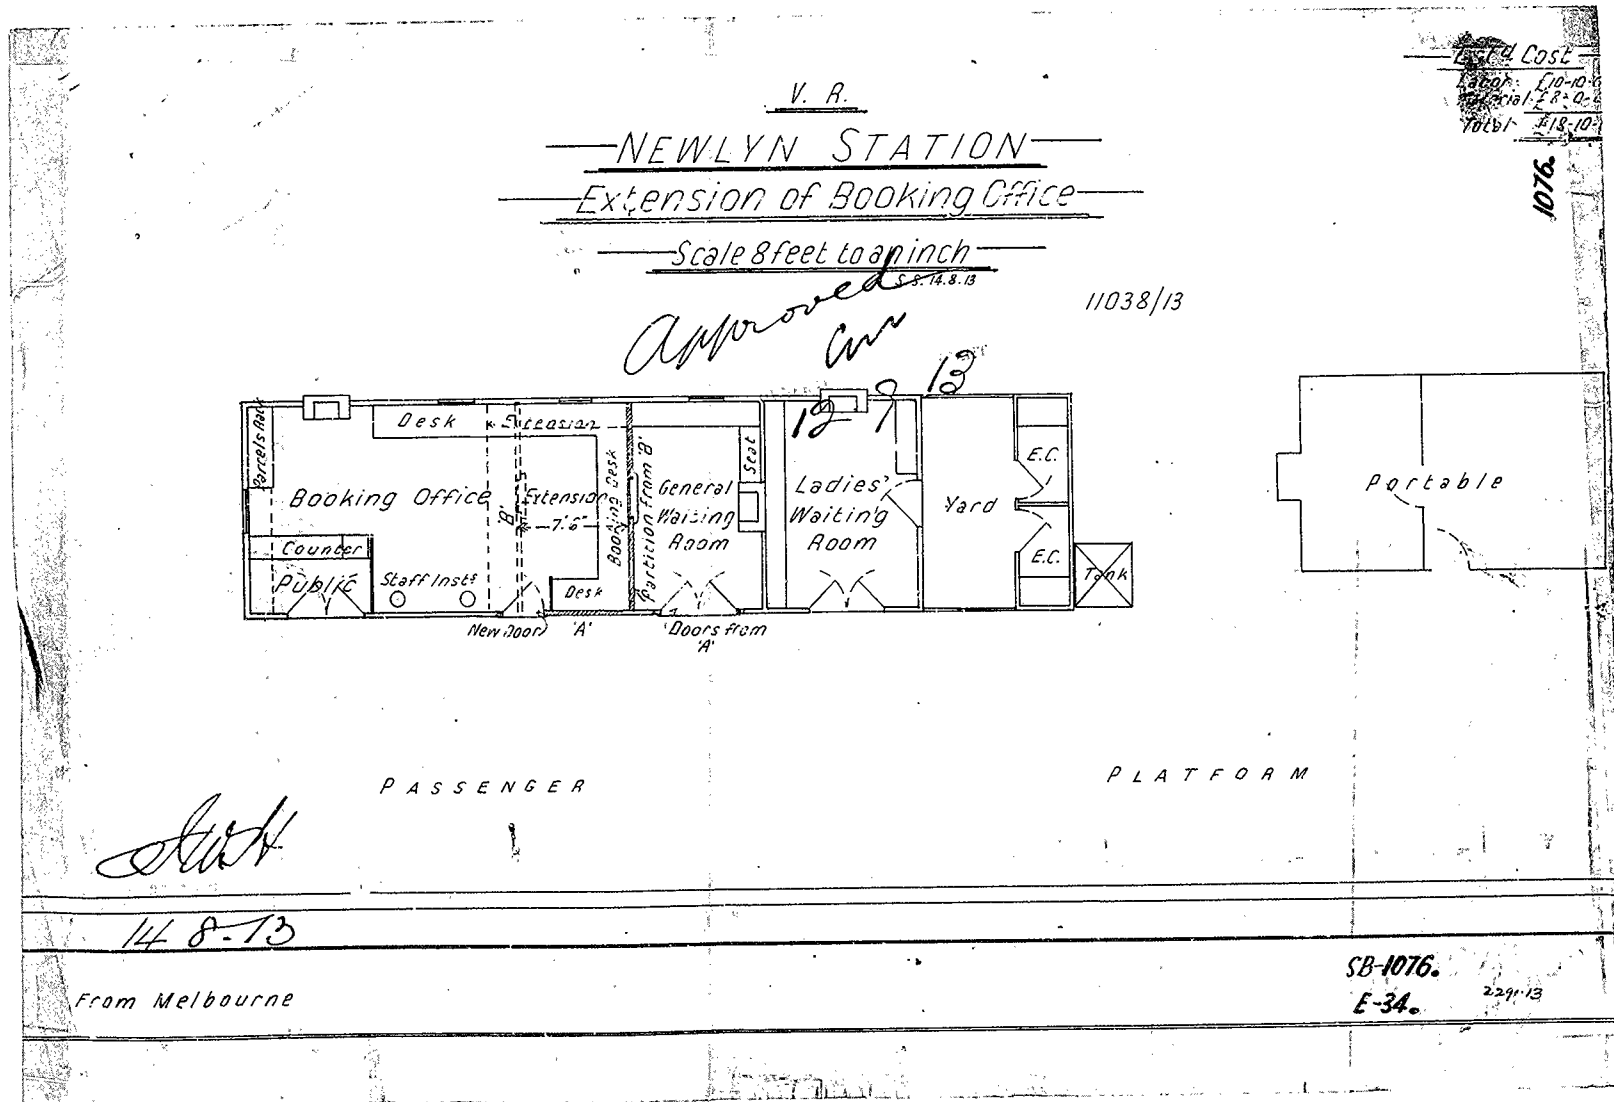 Est'd Cost
Labor: £10-10-
Material £8-0-
Total £18-10-
1076.
V. R.
NEWLYN STATION
Extension of Booking Office
Scale 8 feet to an inch
S.S. 14.8.13
Approved
11038/13
12 9 13
Parcels Rack
Desk
Extension
Booking Office
'B'
Extension
7'6"
Booking Desk
Partition from 'B'
General
Waiting
Room
Seat
Ladies'
Waiting
Room
Yard
E.C.
E.C.
Tank
Portable
Counter
Public
Staff Insts
Desk
New Door
'A'
Doors from
'A'
PASSENGER
PLATFORM
14 8-13
From Melbourne
SB-1076.
E-34.
2291-13